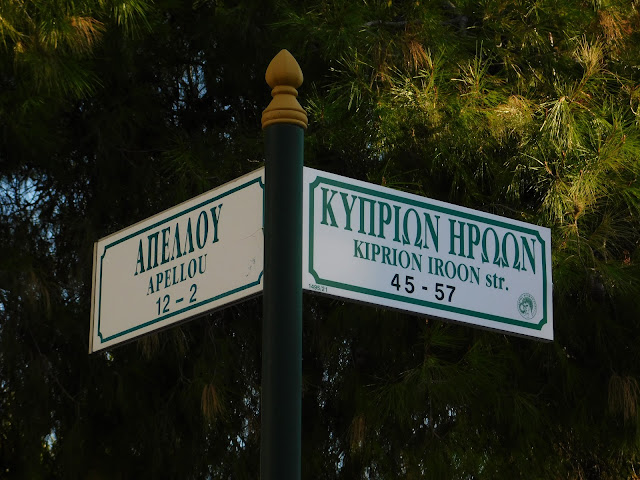 ΑΠΕΛΛΟΥ
APELLOU
12 - 2
ΚΥΠΡΙΩΝ ΗΡΩΩΝ
KIPRION IROON str.
45 - 57